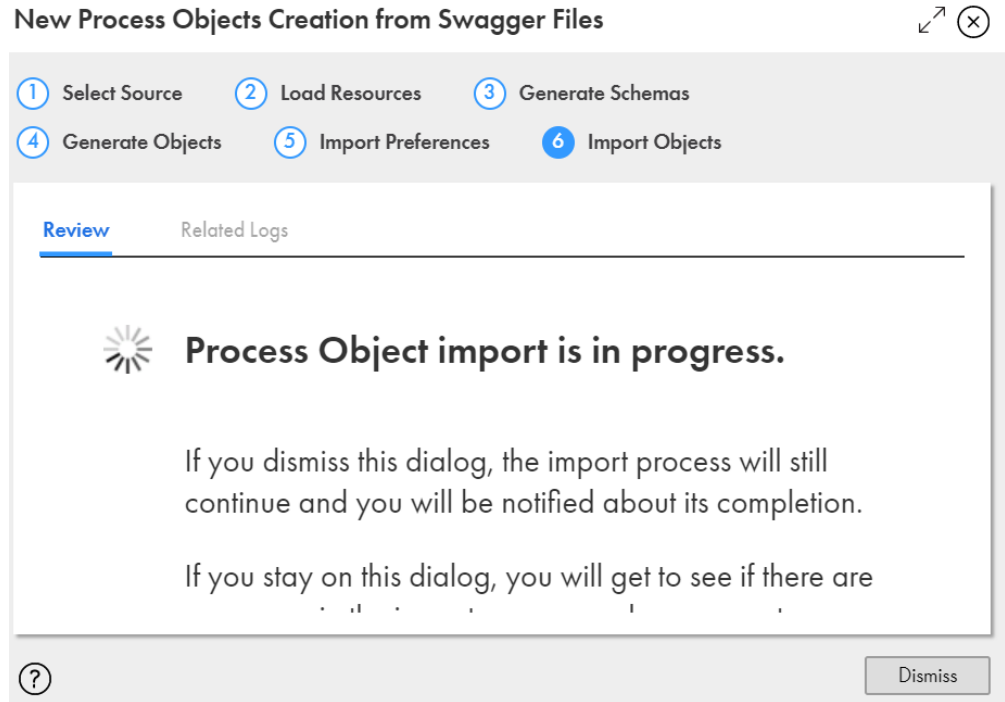 New Process Objects Creation from Swagger Files
1 Select Source 2 Load Resources 3 Generate Schemas
4 Generate Objects 5 Import Preferences 6 Import Objects
Review Related Logs
Process Object import is in progress.
If you dismiss this dialog, the import process will still
continue and you will be notified about its completion.
If you stay on this dialog, you will get to see if there are
? Dismiss